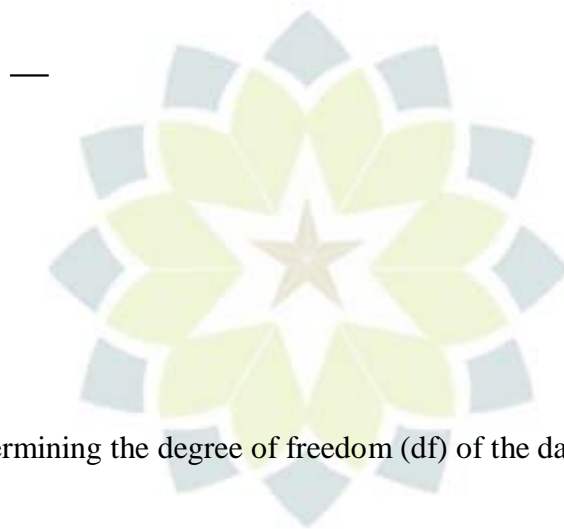 ermining the degree of freedom (df) of the da